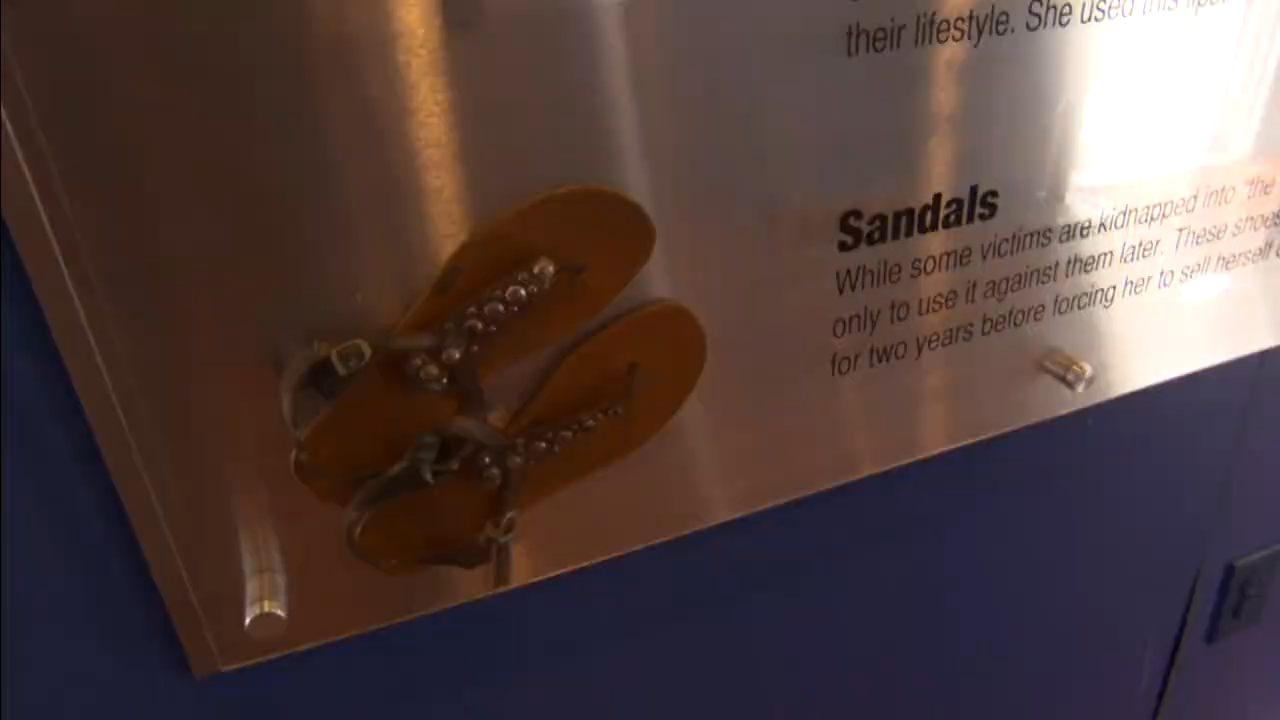 their lifestyle. She used this
Sandals
While some victims are kidnapped into "the
only to use it against them later. These shoes
for two years before forcing her to sell herself